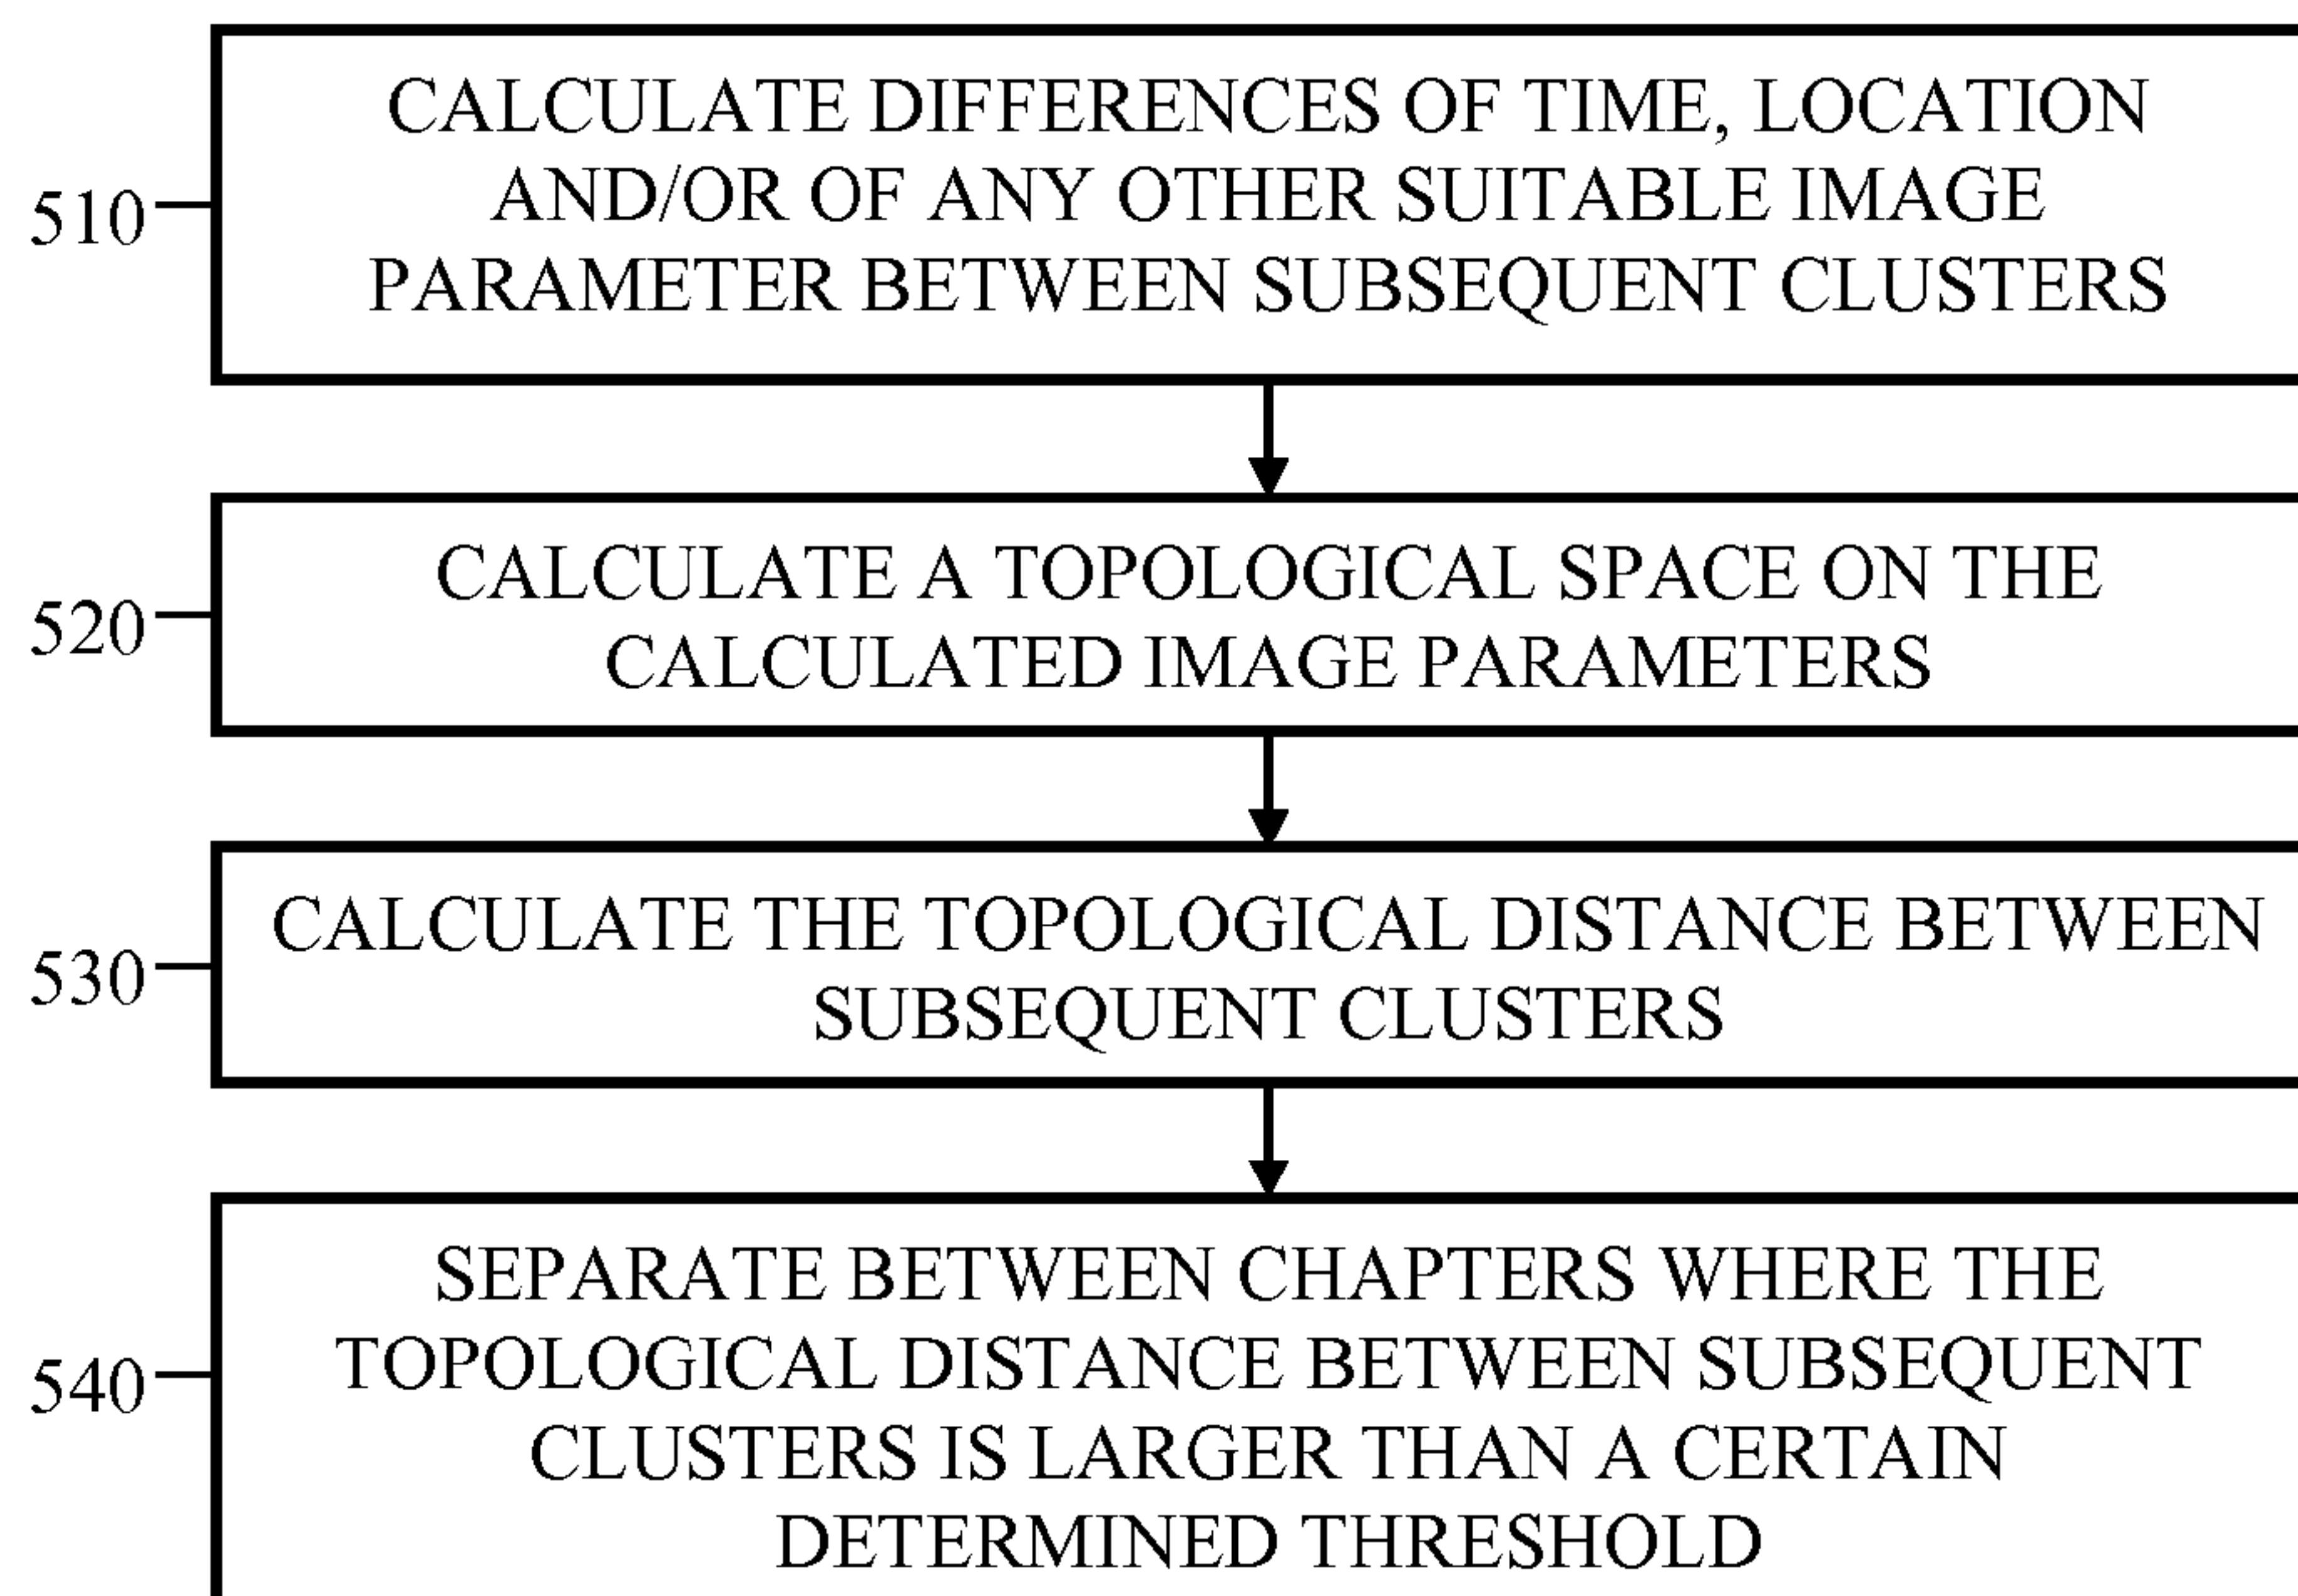 CALCULATE DIFFERENCES OF TIME, LOCATION
AND/OR OF ANY OTHER SUITABLE IMAGE
PARAMETER BETWEEN SUBSEQUENT CLUSTERS
510
CALCULATE A TOPOLOGICAL SPACE ON THE
CALCULATED IMAGE PARAMETERS
520
CALCULATE THE TOPOLOGICAL DISTANCE BETWEEN
SUBSEQUENT CLUSTERS
530
SEPARATE BETWEEN CHAPTERS WHERE THE
TOPOLOGICAL DISTANCE BETWEEN SUBSEQUENT
CLUSTERS IS LARGER THAN A CERTAIN
DETERMINED THRESHOLD
540